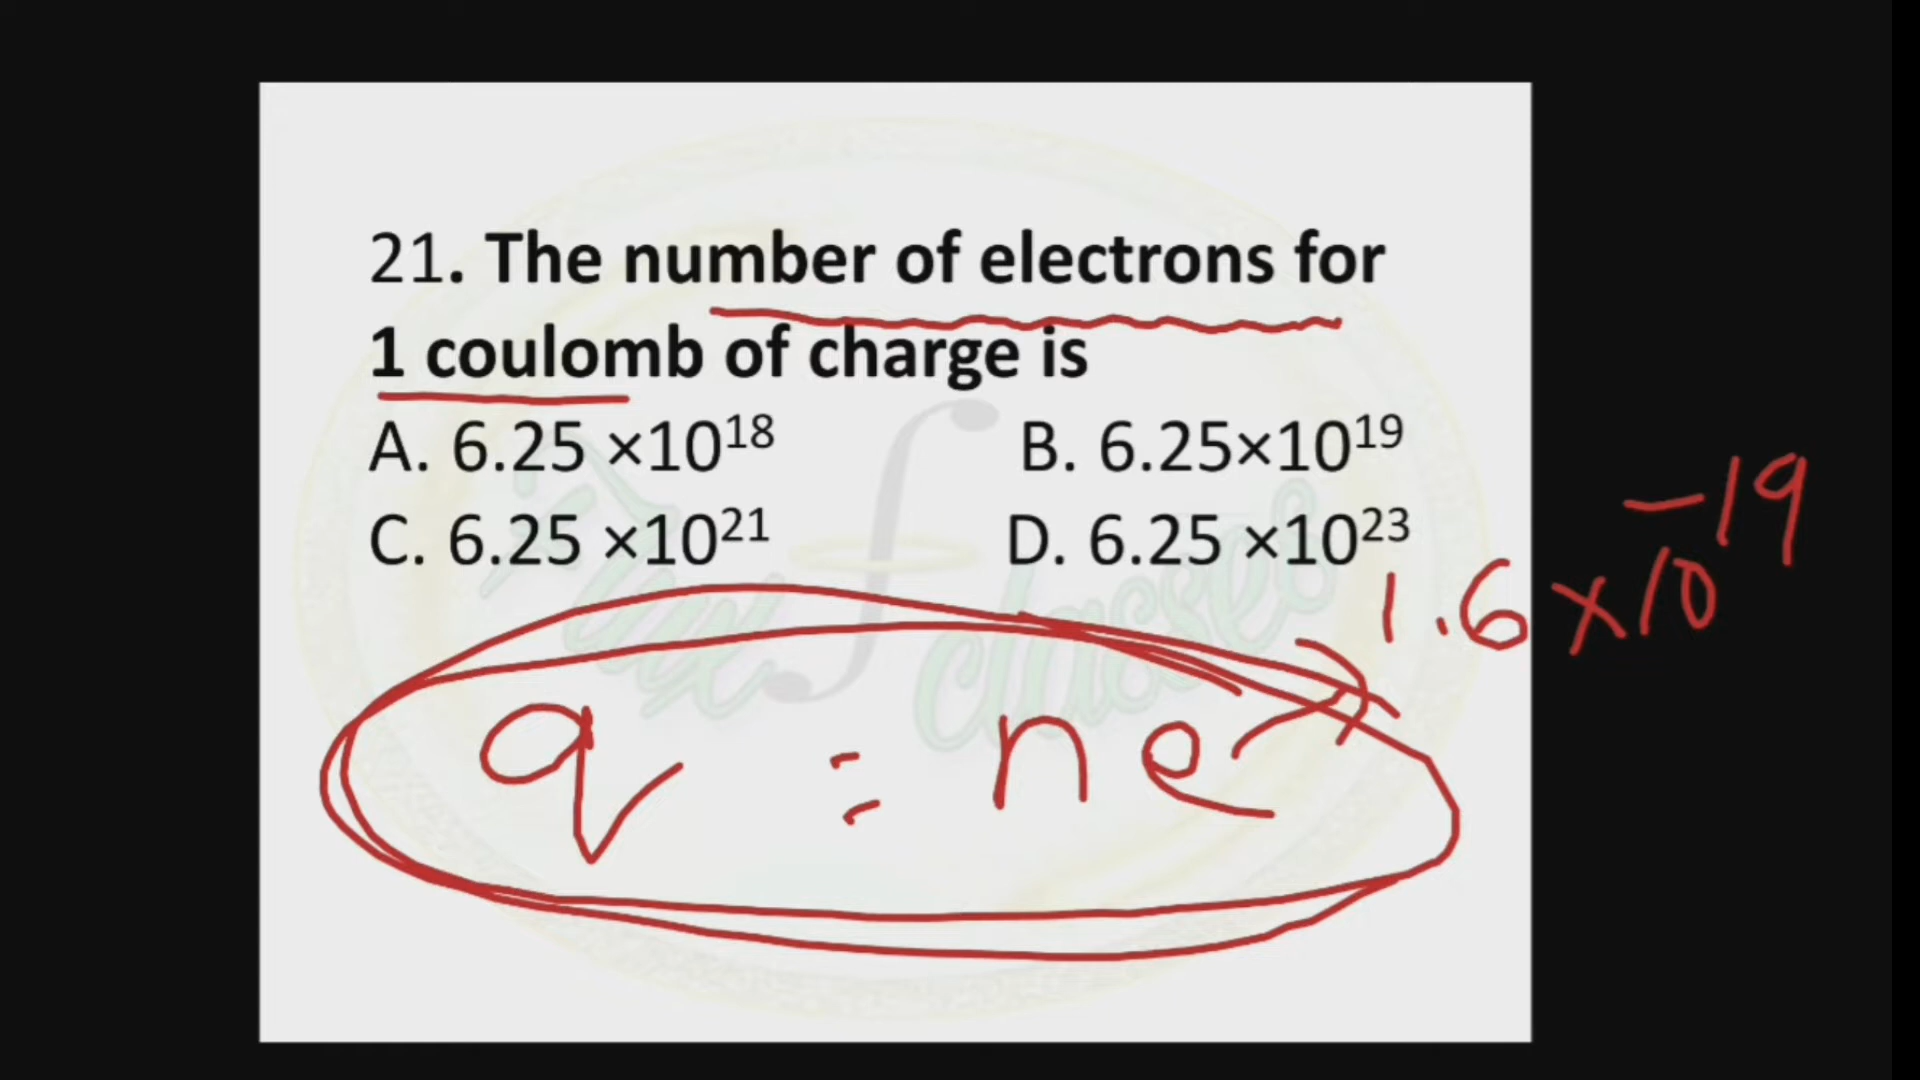 21. The number of electrons for
1 coulomb of charge is
A. 6.25 ×10¹⁸ B. 6.25×10¹⁹
C. 6.25 ×10²¹ D. 6.25 ×10²³
1.6 ×10⁻¹⁹
q = ne